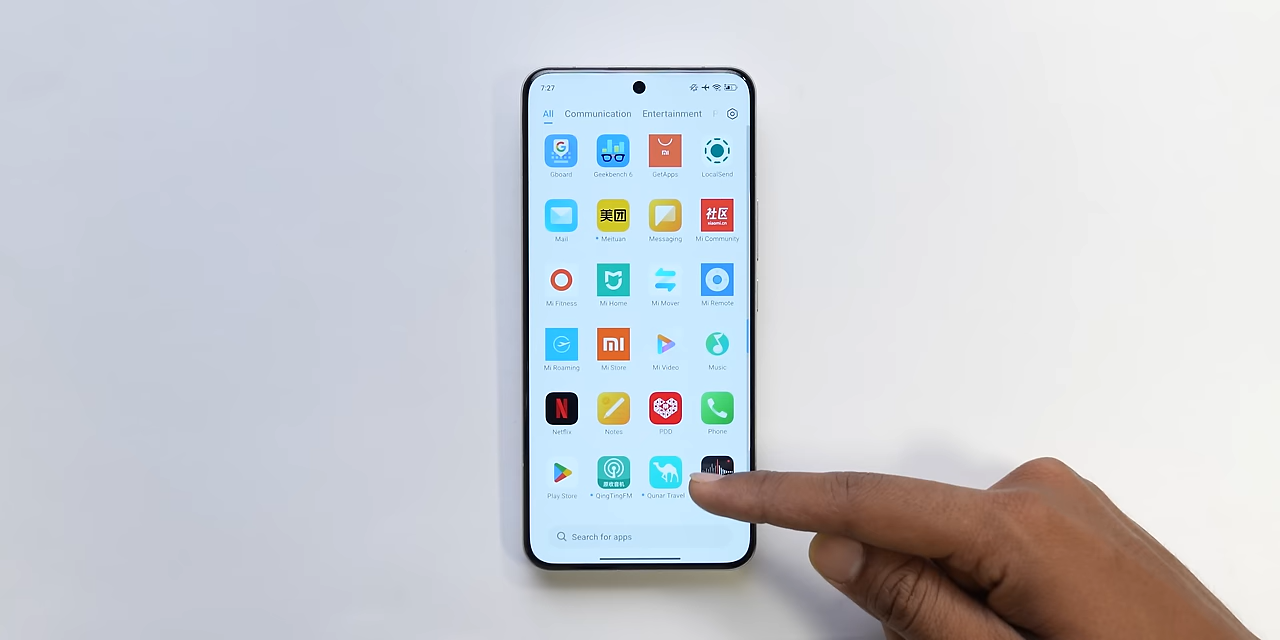 7:27
All Communication Entertainment
Gboard Geekbench 6 GetApps LocalSend
美团 社区
xiaomi.cn
Mail Meituan Messaging Mi Community
Mi Fitness Mi Home Mi Mover Mi Remote
Mi Roaming Mi Store Mi Video Music
Netflix Notes PDD Phone
Play Store QingTingFM Qunar Travel
Search for apps